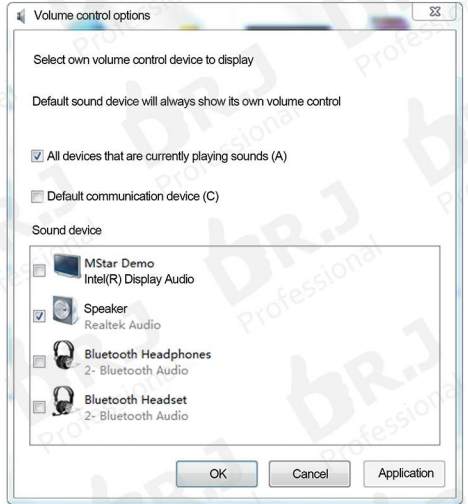 Volume control options
Select own volume control device to display
Default sound device will always show its own volume control
All devices that are currently playing sounds (A)
Default communication device (C)
Sound device
MStar Demo
Intel(R) Display Audio
Speaker
Realtek Audio
Bluetooth Headphones
2- Bluetooth Audio
Bluetooth Headset
2- Bluetooth Audio
OK Cancel Application
DR.J
Professional